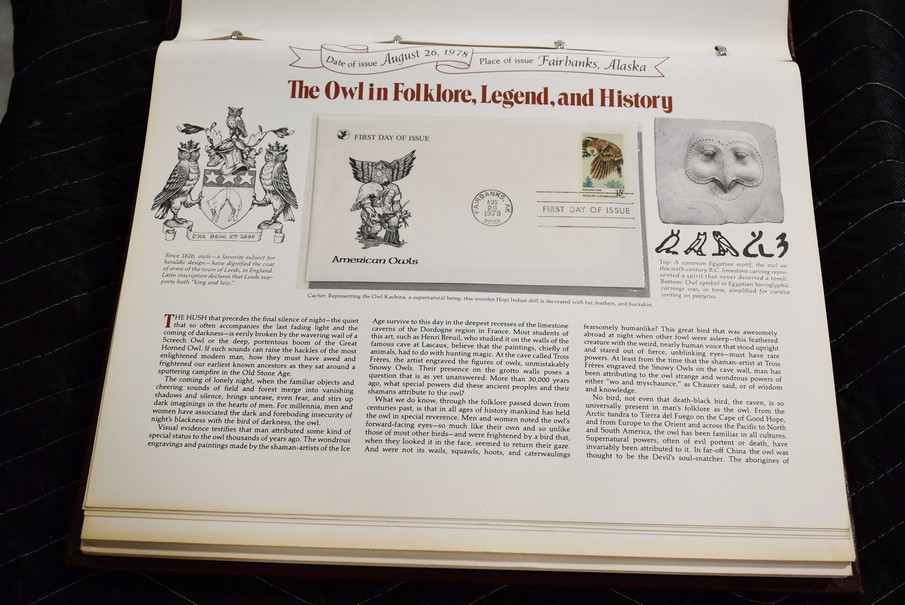 Date of issue August 26, 1978 Place of issue Fairbanks, Alaska
The Owl in Folklore, Legend, and History
PRO REGE ET LEGE
Since 1626, owls—a favorite subject for
heraldic design—have dignified the coat
of arms of the town of Leeds, in England.
Latin inscription declares that Leeds sup-
ports both "king and law."
FIRST DAY OF ISSUE
American Owls
FAIRBANKS, AK
AUG
26
1978
FIRST DAY OF ISSUE
Cachet: Representing the Owl Kachina, a supernatural being, this wooden Hopi Indian doll is decorated with fur, feathers, and buckskin.
Top: A common Egyptian motif, the owl on
this sixth-century B.C. limestone carving repre-
sented a spirit that never deserted a tomb.
Bottom: Owl symbol in Egyptian hieroglyphic
carvings was, in time, simplified for cursive
writing on papyrus.
THE HUSH that precedes the final silence of night—the quiet
that so often accompanies the last fading light and the
coming of darkness—is eerily broken by the wavering wail of a
Screech Owl or the deep, portentous boom of the Great
Horned Owl. If such sounds can raise the hackles of the most
enlightened modern man, how they must have awed and
frightened our earliest known ancestors as they sat around a
sputtering campfire in the Old Stone Age.
The coming of lonely night, when the familiar objects and
cheering sounds of field and forest merge into vanishing
shadows and silence, brings unease, even fear, and stirs up
dark imaginings in the hearts of men. For millennia, men and
women have associated the dark and foreboding insecurity of
night's blackness with the bird of darkness, the owl.
Visual evidence testifies that man attributed some kind of
special status to the owl thousands of years ago. The wondrous
engravings and paintings made by the shaman-artists of the Ice
Age survive to this day in the deepest recesses of the limestone
caverns of the Dordogne region in France. Most students of
this art, such as Henri Breuil, who studied it on the walls of the
famous cave at Lascaux, believe that the paintings, chiefly of
animals, had to do with hunting magic. At the cave called Trois
Frères, the artist engraved the figures of owls, unmistakably
Snowy Owls. Their presence on the grotto walls poses a
question that is as yet unanswered: More than 30,000 years
ago, what special powers did these ancient peoples and their
shamans attribute to the owl?
What we do know, through the folklore passed down from
centuries past, is that in all ages of history mankind has held
the owl in special reverence. Men and women noted the owl's
forward-facing eyes—so much like their own and so unlike
those of most other birds—and were frightened by a bird that,
when they looked it in the face, seemed to return their gaze.
And were not its wails, squawls, hoots, and caterwaulings
fearsomely humanlike? This great bird that was awesomely
abroad at night when other fowl were asleep—this feathered
creature with the weird, nearly human voice that stood upright
and stared out of fierce, unblinking eyes—must have rare
powers. At least from the time that the shaman-artist at Trois
Frères engraved the Snowy Owls on the cave wall, man has
been attributing to the owl strange and wondrous powers of
either "wo and myschaunce," as Chaucer said, or of wisdom
and knowledge.
No bird, not even that death-black bird, the raven, is so
universally present in man's folklore as the owl. From the
Arctic tundra to Tierra del Fuego on the Cape of Good Hope,
and from Europe to the Orient and across the Pacific to North
and South America, the owl has been familiar in all cultures.
Supernatural powers, often of evil portent or death, have
invariably been attributed to it. In far-off China the owl was
thought to be the Devil's soul-snatcher. The aborigines of